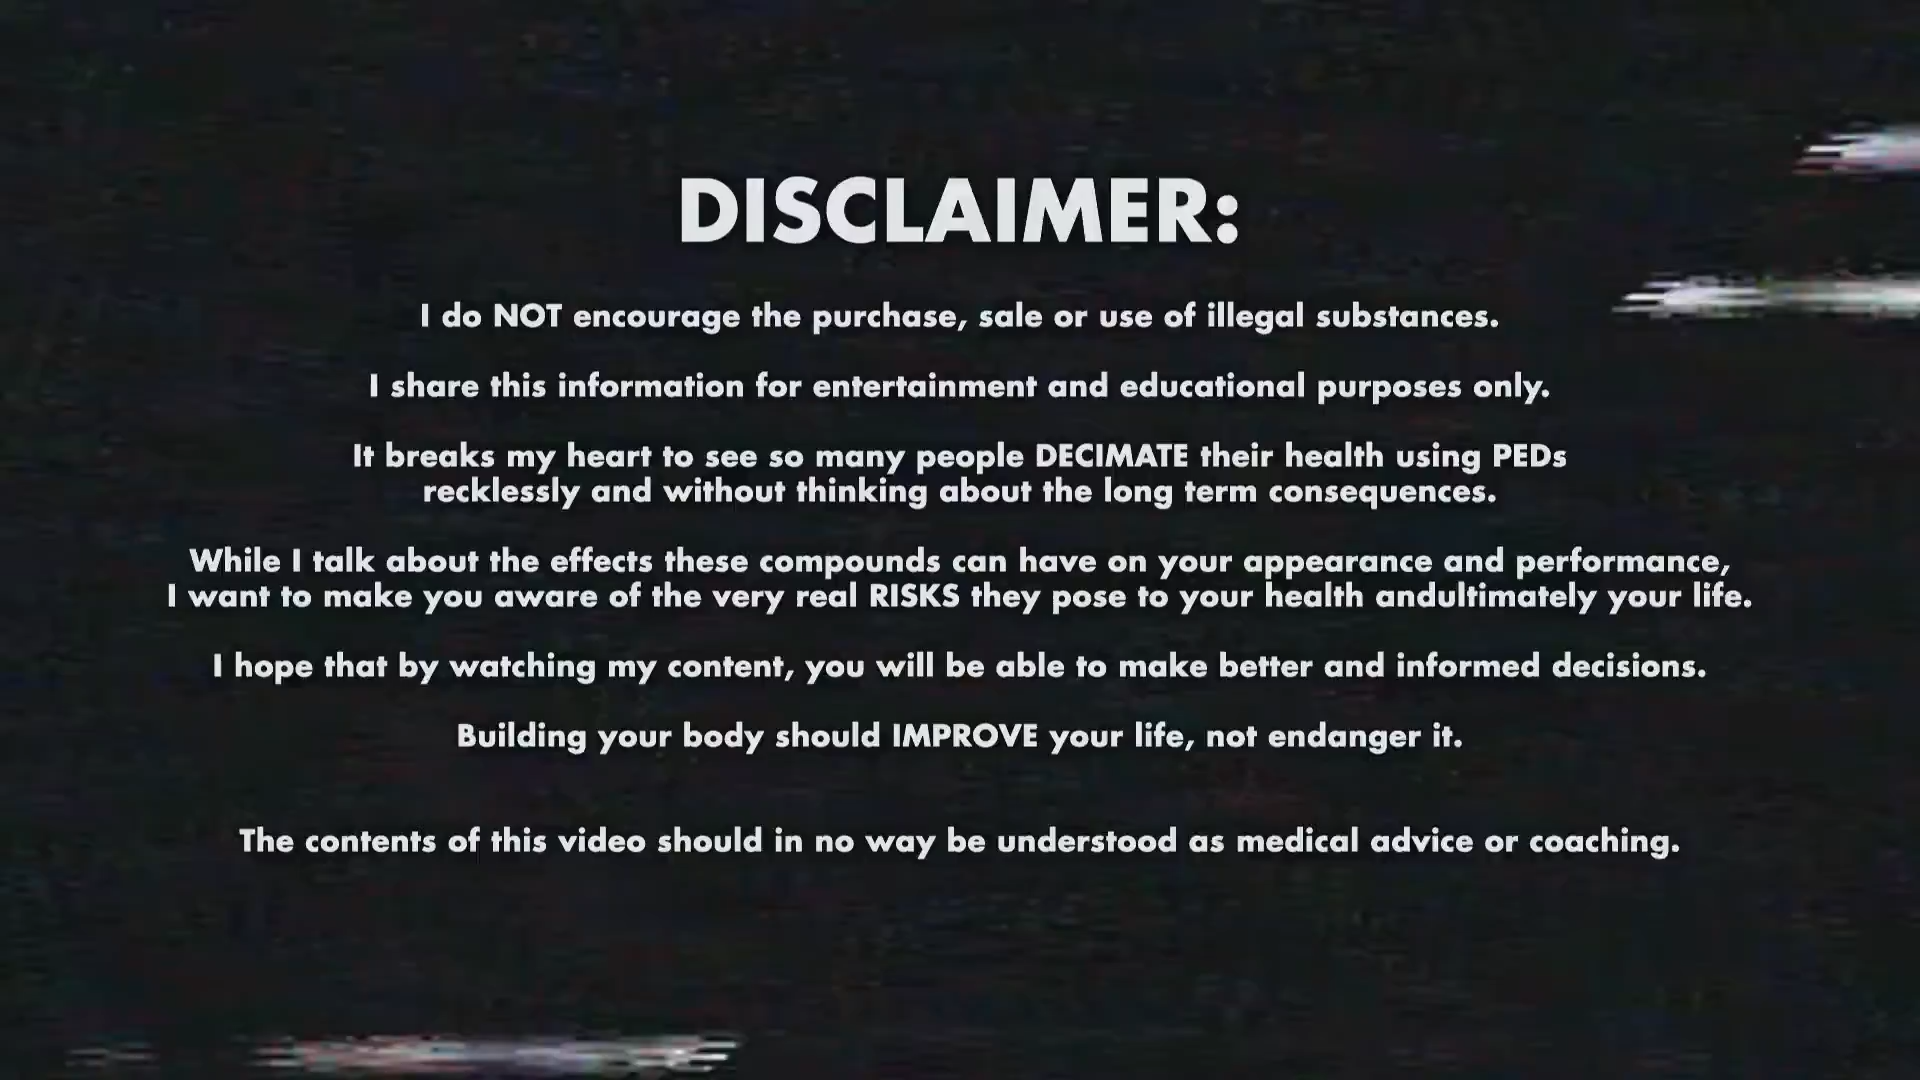 DISCLAIMER:
I do NOT encourage the purchase, sale or use of illegal substances.
I share this information for entertainment and educational purposes only.
It breaks my heart to see so many people DECIMATE their health using PEDs
recklessly and without thinking about the long term consequences.
While I talk about the effects these compounds can have on your appearance and performance,
I want to make you aware of the very real RISKS they pose to your health andultimately your life.
I hope that by watching my content, you will be able to make better and informed decisions.
Building your body should IMPROVE your life, not endanger it.
The contents of this video should in no way be understood as medical advice or coaching.